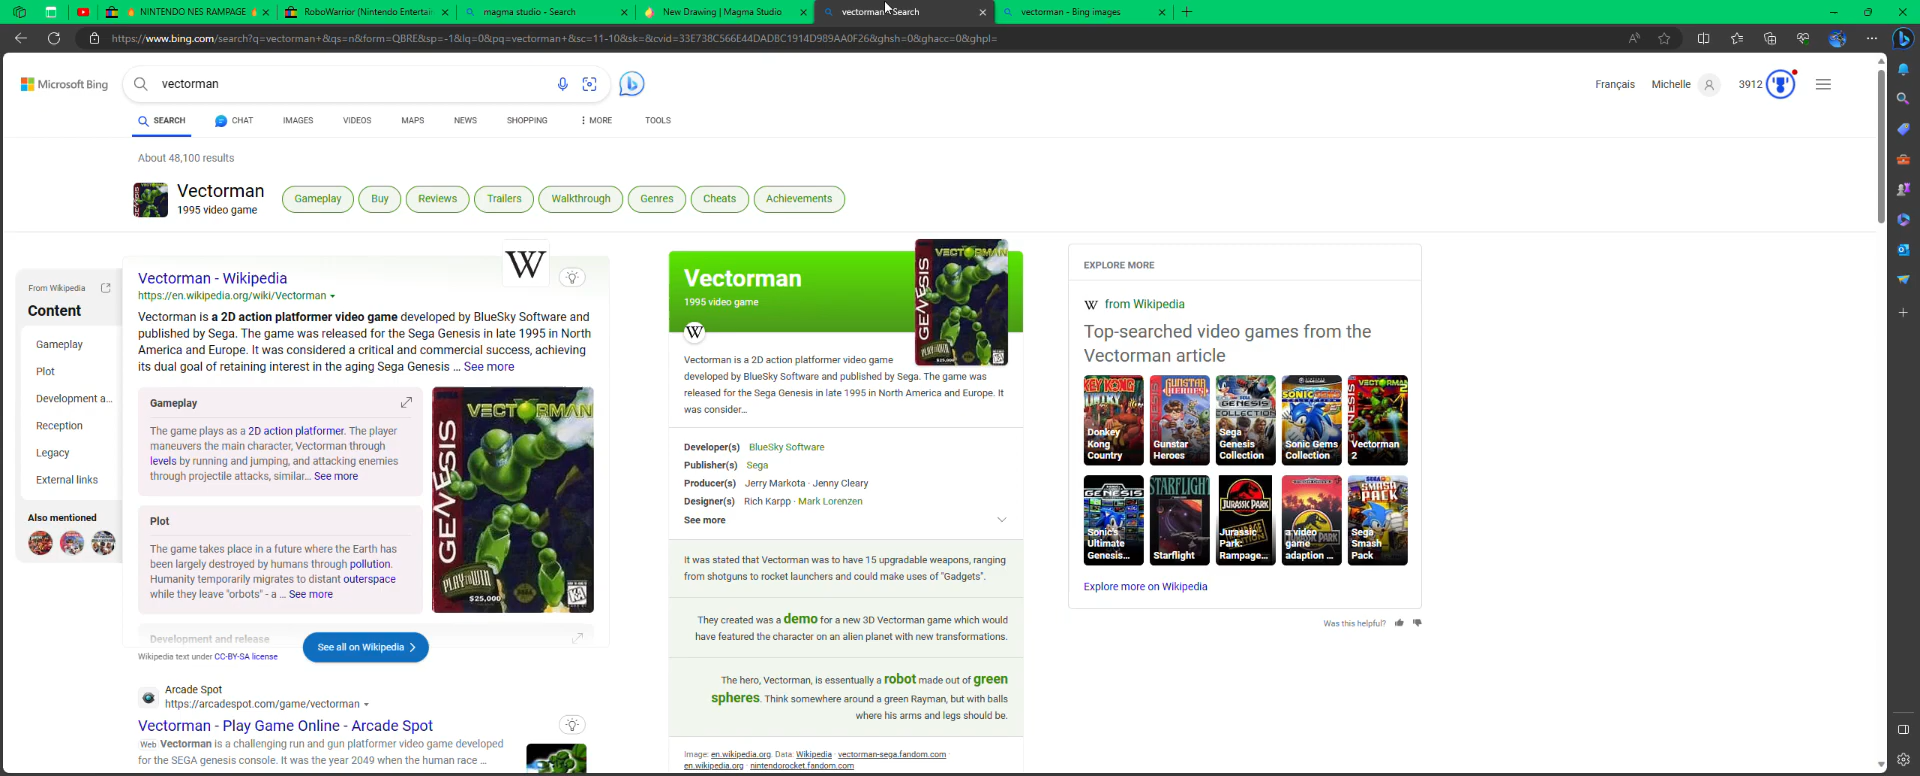 NINTENDO NES RAMPAGE
RoboWarrior (Nintendo Entertain
magma studio - Search
New Drawing | Magma Studio
vectorman - Search
vectorman - Bing images
https://www.bing.com/search?q=vectorman+&qs=n&form=QBRE&sp=-1&lq=0&pq=vectorman+&sc=11-10&sk=&cvid=33E738C566E44DADBC1914D989AA0F26&ghsh=0&ghacc=0&ghpl=
Microsoft Bing
vectorman
Français
Michelle
3912
SEARCH
CHAT
IMAGES
VIDEOS
MAPS
NEWS
SHOPPING
MORE
TOOLS
About 48,100 results
Vectorman
1995 video game
Gameplay
Buy
Reviews
Trailers
Walkthrough
Genres
Cheats
Achievements
From Wikipedia
Content
Gameplay
Plot
Development a...
Reception
Legacy
External links
Also mentioned
W
Vectorman - Wikipedia
https://en.wikipedia.org/wiki/Vectorman
Vectorman is a 2D action platformer video game developed by BlueSky Software and
published by Sega. The game was released for the Sega Genesis in late 1995 in North
America and Europe. It was considered a critical and commercial success, achieving
its dual goal of retaining interest in the aging Sega Genesis ... See more
Gameplay
The game plays as a 2D action platformer. The player
maneuvers the main character, Vectorman through
levels by running and jumping, and attacking enemies
through projectile attacks, similar... See more
Plot
The game takes place in a future where the Earth has
been largely destroyed by humans through pollution.
Humanity temporarily migrates to distant outerspace
while they leave "orbots" - a ... See more
VECTORMAN
GENESIS
PLAY TO WIN
$25,000
KA
Development and release
See all on Wikipedia
Wikipedia text under CC-BY-SA license
Arcade Spot
https://arcadespot.com/game/vectorman
Vectorman - Play Game Online - Arcade Spot
Web Vectorman is a challenging run and gun platformer video game developed
for the SEGA genesis console. It was the year 2049 when the human race ...
Vectorman
1995 video game
VECTORMAN
GENESIS
W
Vectorman is a 2D action platformer video game
developed by BlueSky Software and published by Sega. The game was
released for the Sega Genesis in late 1995 in North America and Europe. It
was consider...
Developer(s) BlueSky Software
Publisher(s) Sega
Producer(s) Jerry Markota · Jenny Cleary
Designer(s) Rich Karpp · Mark Lorenzen
See more
It was stated that Vectorman was to have 15 upgradable weapons, ranging
from shotguns to rocket launchers and could make uses of "Gadgets".
They created was a demo for a new 3D Vectorman game which would
have featured the character on an alien planet with new transformations.
The hero, Vectorman, is essentially a robot made out of green
spheres. Think somewhere around a green Rayman, but with balls
where his arms and legs should be.
Image: en.wikipedia.org Data: Wikipedia · vectorman-sega.fandom.com
en.wikipedia.org · nintendorocket.fandom.com
EXPLORE MORE
W from Wikipedia
Top-searched video games from the
Vectorman article
Donkey
Kong
Country
Gunstar
Heroes
Sega
Genesis
Collection
Sonic Gems
Collection
Vectorman
2
Sonic's
Ultimate
Genesis...
Starflight
Jurassic
Park:
Rampage...
a video
game
adaption ...
Sega
Smash
Pack
Explore more on Wikipedia
Was this helpful?